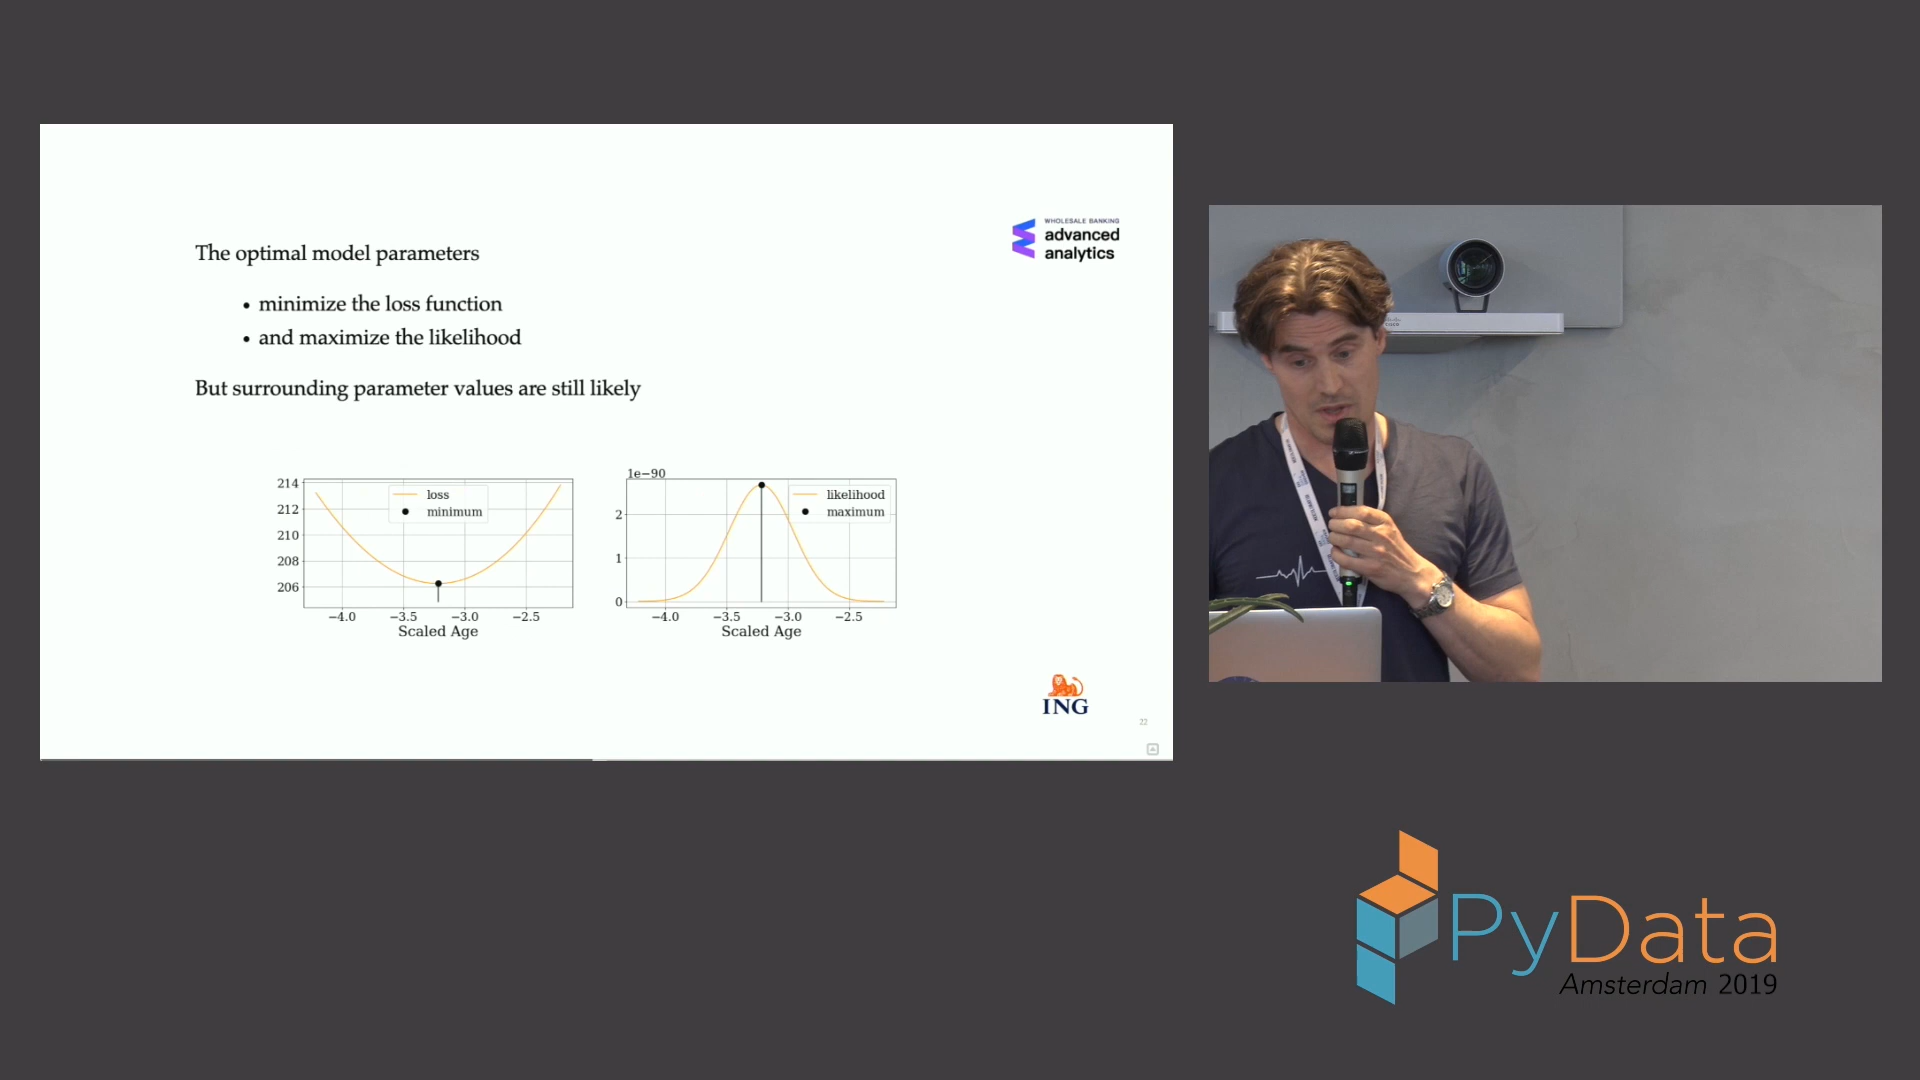 WHOLESALE BANKING
advanced
analytics
The optimal model parameters
• minimize the loss function
• and maximize the likelihood
But surrounding parameter values are still likely
214
212
210
208
206
loss
minimum
−4.0 −3.5 −3.0 −2.5
Scaled Age
1e−90
2
1
0
likelihood
maximum
−4.0 −3.5 −3.0 −2.5
Scaled Age
ING
22
PyData
Amsterdam 2019